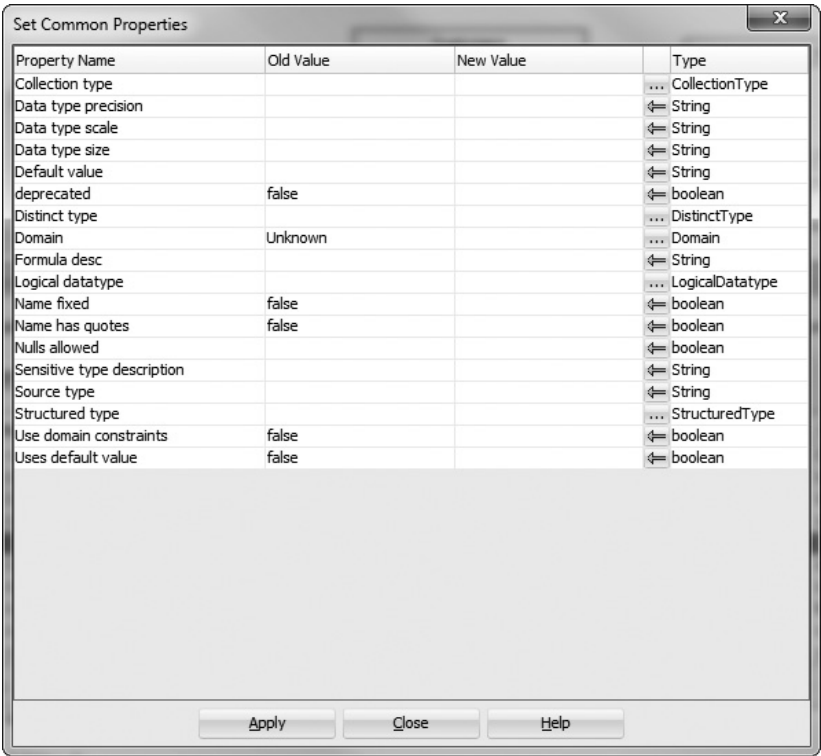 Set Common Properties
Property Name Old Value New Value Type
Collection type ... CollectionType
Data type precision String
Data type scale String
Data type size String
Default value String
deprecated false boolean
Distinct type ... DistinctType
Domain Unknown ... Domain
Formula desc String
Logical datatype ... LogicalDatatype
Name fixed false boolean
Name has quotes false boolean
Nulls allowed boolean
Sensitive type description String
Source type String
Structured type ... StructuredType
Use domain constraints false boolean
Uses default value false boolean
Apply Close Help